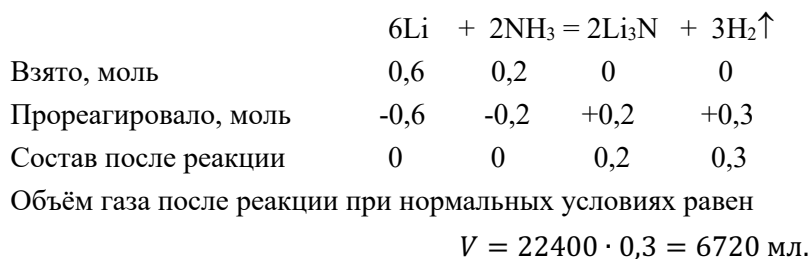 6Li + 2NH₃ = 2Li₃N + 3H₂↑
Взято, моль 0,6 0,2 0 0
Прореагировало, моль -0,6 -0,2 +0,2 +0,3
Состав после реакции 0 0 0,2 0,3
Объём газа после реакции при нормальных условиях равен
V = 22400 · 0,3 = 6720 мл.